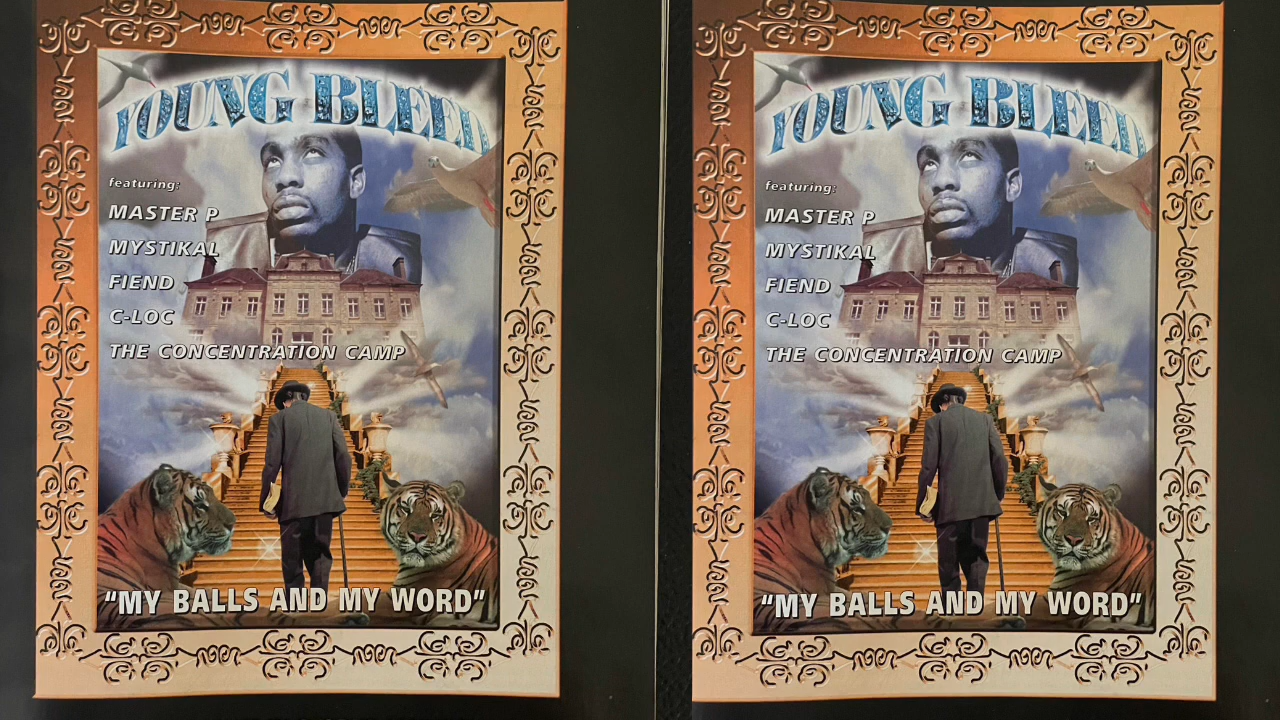 YOUNG BLEED
featuring:
MASTER P
MYSTIKAL
FIEND
C-LOC
THE CONCENTRATION CAMP
"MY BALLS AND MY WORD"
YOUNG BLEED
featuring:
MASTER P
MYSTIKAL
FIEND
C-LOC
THE CONCENTRATION CAMP
"MY BALLS AND MY WORD"